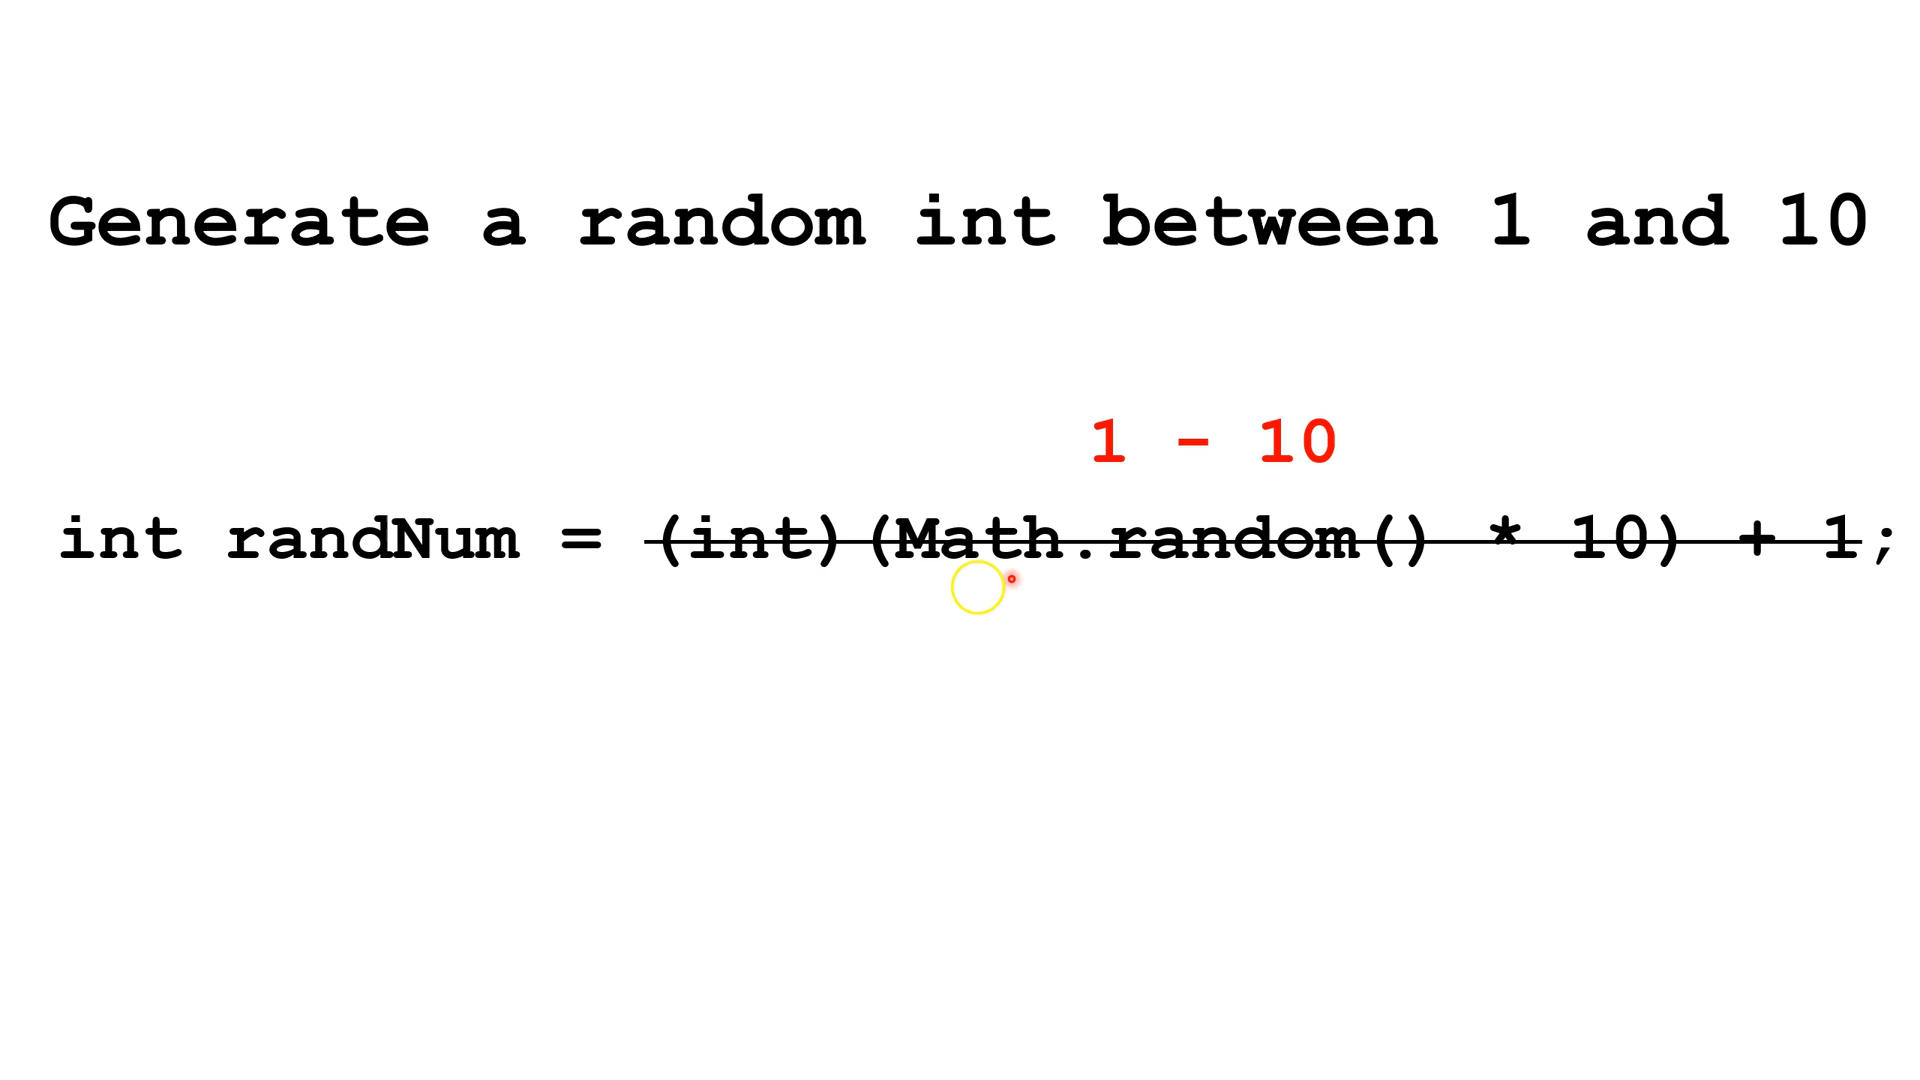 Generate a random int between 1 and 10
1 - 10
int randNum = (int)(Math.random() * 10) + 1;